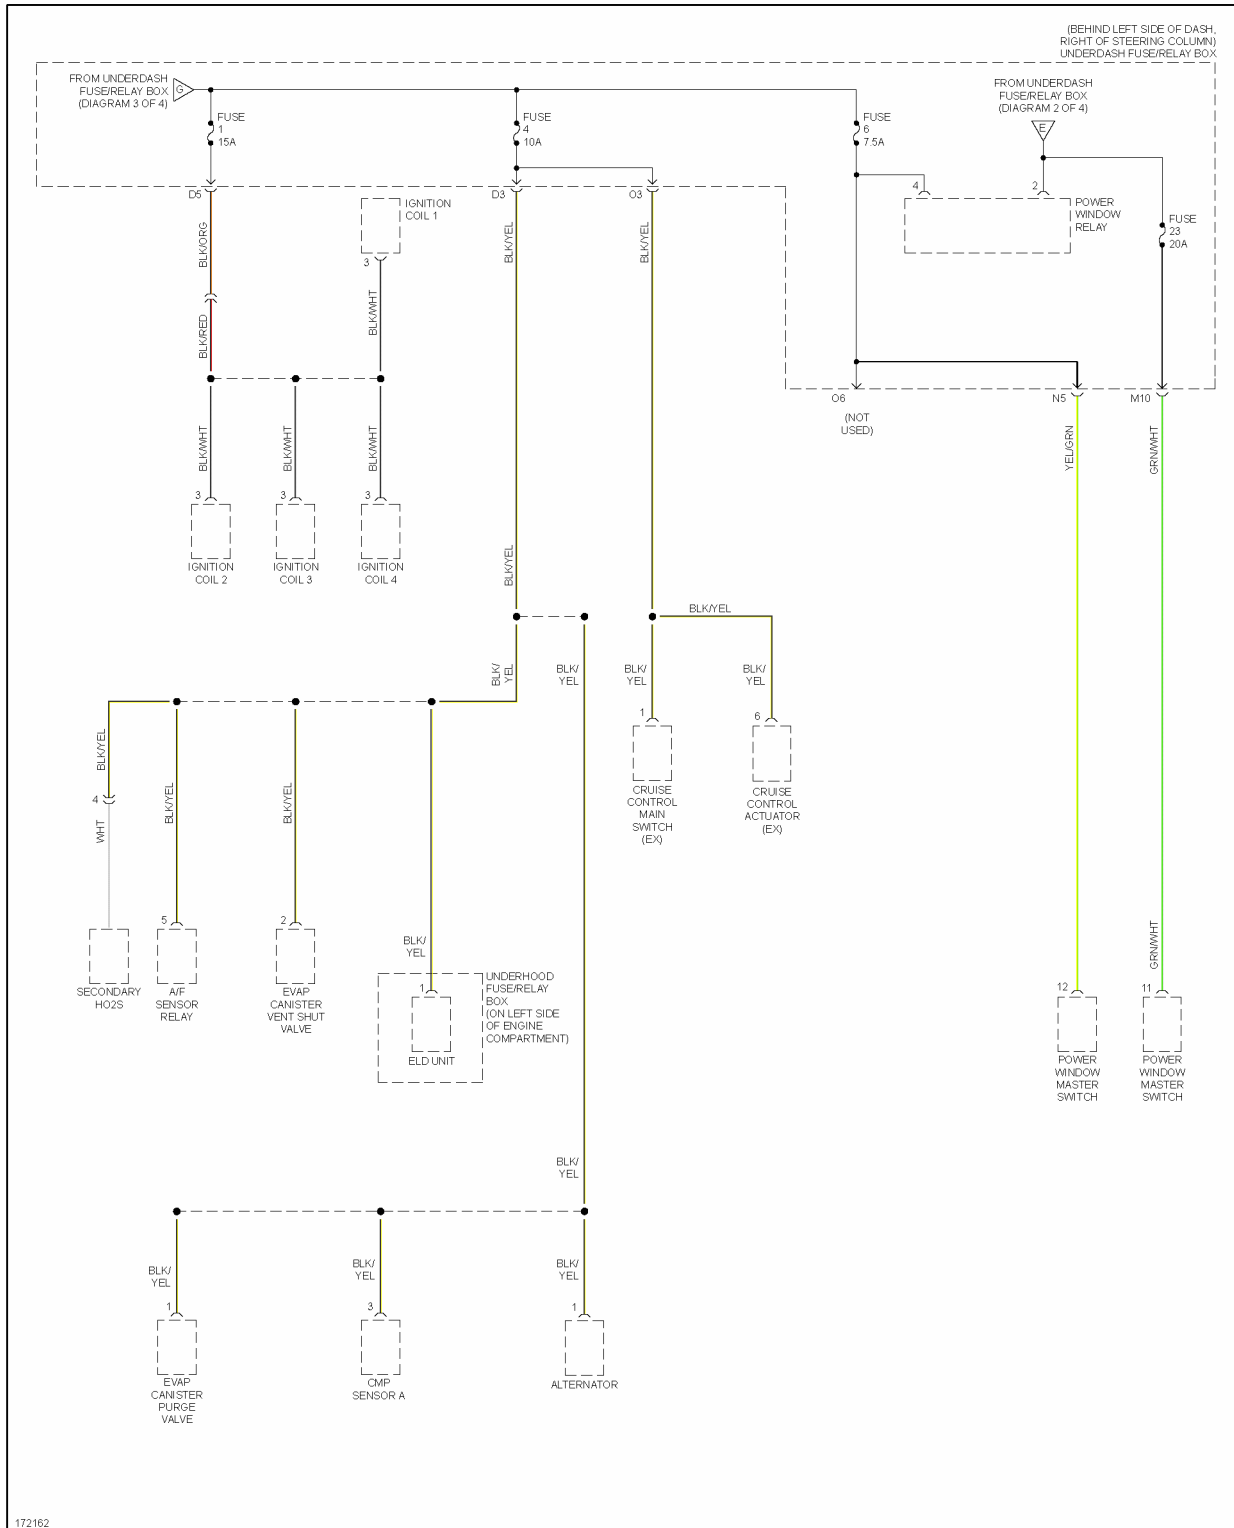 (BEHIND LEFT SIDE OF DASH,
RIGHT OF STEERING COLUMN)
UNDERDASH FUSE/RELAY BOX
FROM UNDERDASH
FUSE/RELAY BOX
(DIAGRAM 3 OF 4)
G
FUSE
1
15A
FUSE
4
10A
FUSE
6
7.5A
FROM UNDERDASH
FUSE/RELAY BOX
(DIAGRAM 2 OF 4)
E
4
2
POWER
WINDOW
RELAY
FUSE
23
20A
D5
D3
O3
IGNITION
COIL 1
3
BLK/ORG
BLK/RED
BLK/WHT
BLK/YEL
BLK/YEL
O6
(NOT
USED)
N5
M10
YEL/GRN
GRN/WHT
BLK/WHT
BLK/WHT
BLK/WHT
3
3
3
IGNITION
COIL 2
IGNITION
COIL 3
IGNITION
COIL 4
BLK/YEL
BLK/YEL
BLK/
YEL
BLK/
YEL
BLK/
YEL
BLK/
YEL
1
6
CRUISE
CONTROL
MAIN
SWITCH
(EX)
CRUISE
CONTROL
ACTUATOR
(EX)
BLK/YEL
4
WHT
BLK/YEL
BLK/YEL
5
2
BLK/
YEL
GRN/WHT
SECONDARY
HO2S
A/F
SENSOR
RELAY
EVAP
CANISTER
VENT SHUT
VALVE
1
ELD UNIT
UNDERHOOD
FUSE/RELAY
BOX
(ON LEFT SIDE
OF ENGINE
COMPARTMENT)
12
11
POWER
WINDOW
MASTER
SWITCH
POWER
WINDOW
MASTER
SWITCH
BLK/
YEL
BLK/
YEL
BLK/
YEL
BLK/
YEL
1
3
1
EVAP
CANISTER
PURGE
VALVE
CMP
SENSOR A
ALTERNATOR
172162